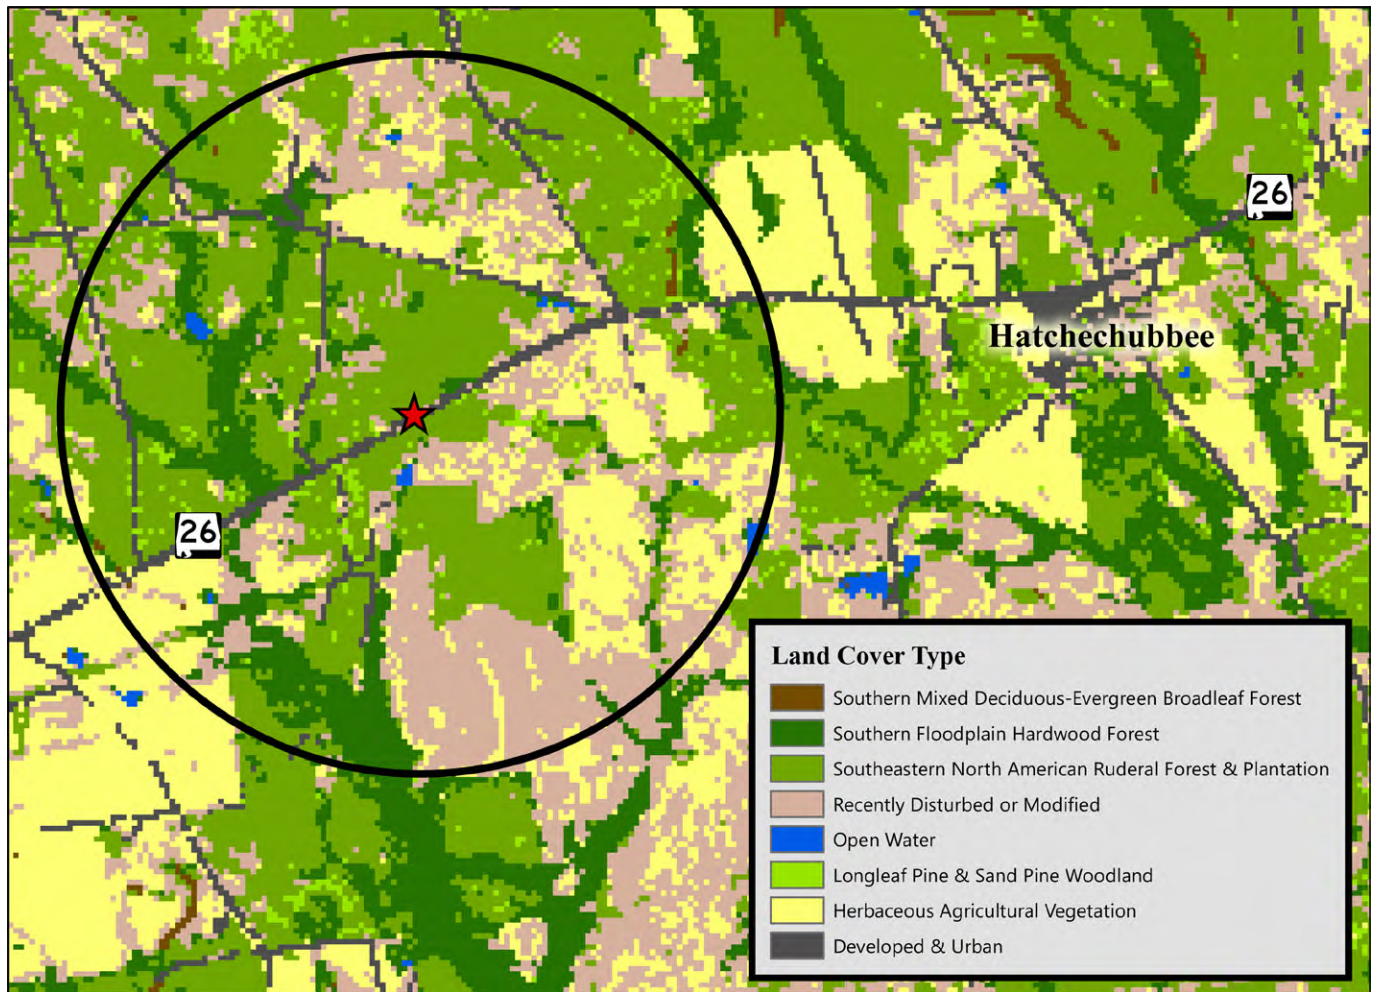 26
Hatchechubbee
26
Land Cover Type
Southern Mixed Deciduous-Evergreen Broadleaf Forest
Southern Floodplain Hardwood Forest
Southeastern North American Ruderal Forest & Plantation
Recently Disturbed or Modified
Open Water
Longleaf Pine & Sand Pine Woodland
Herbaceous Agricultural Vegetation
Developed & Urban